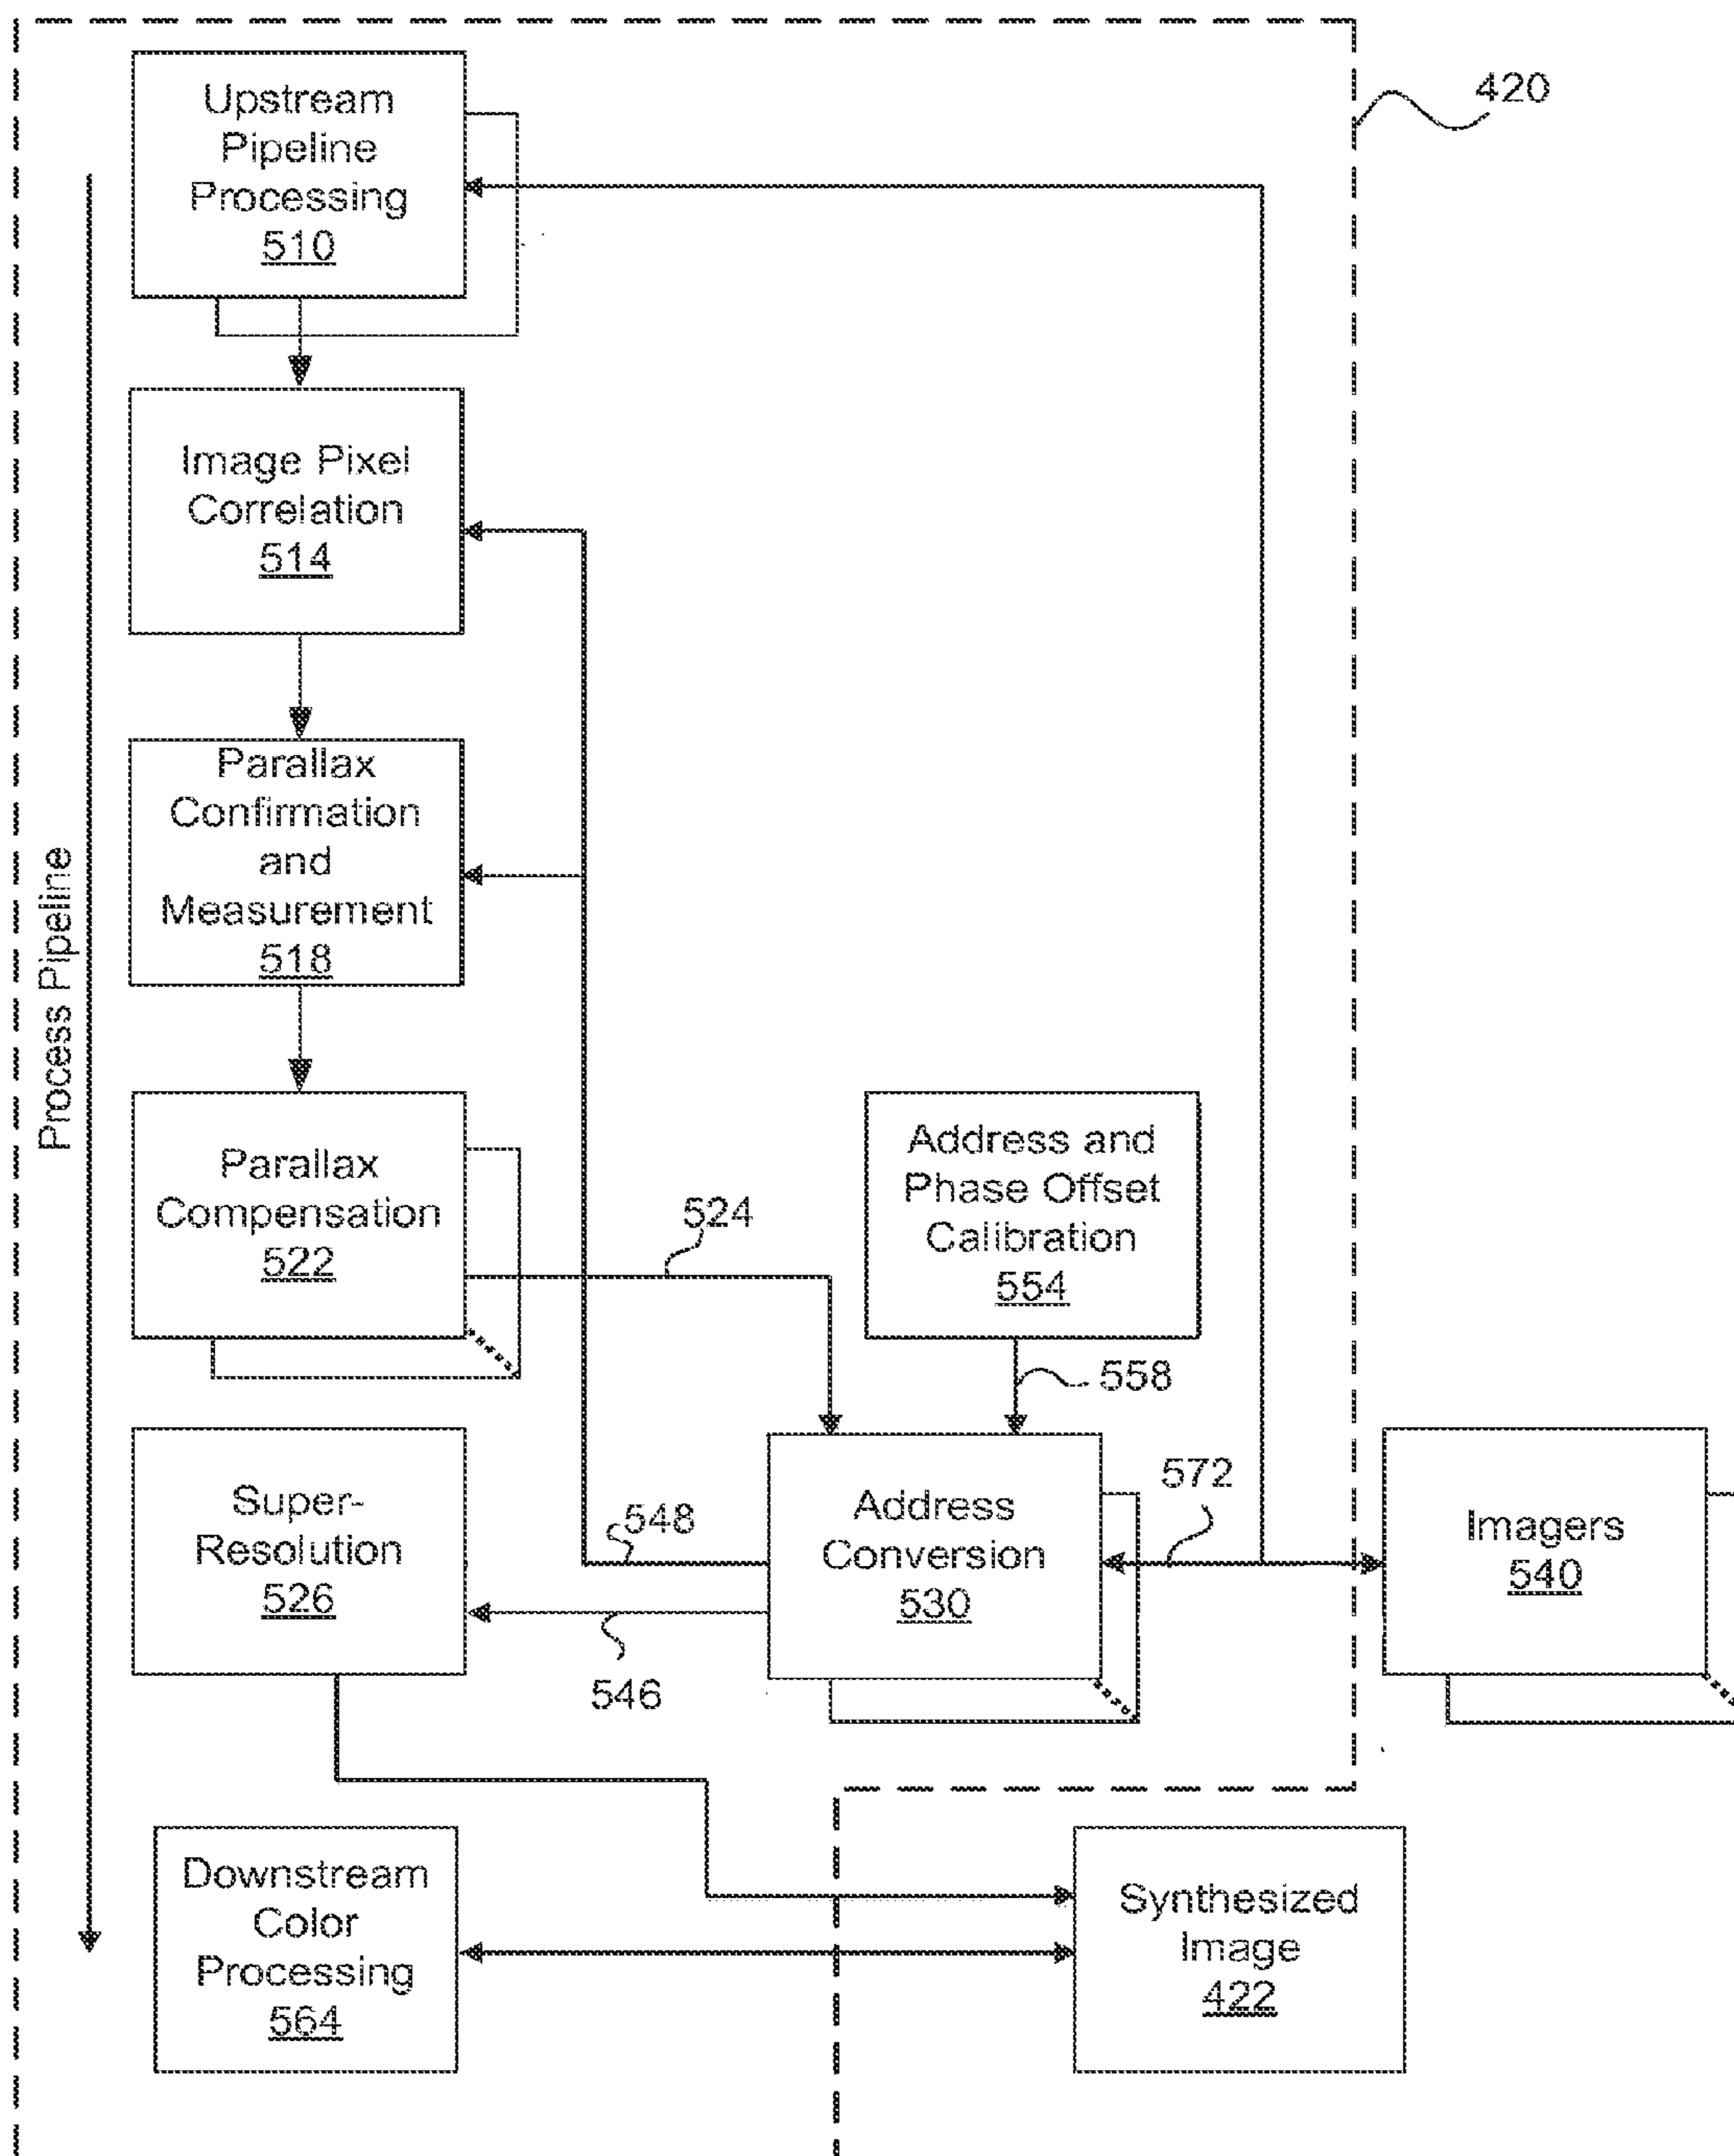 420
Upstream
Pipeline
Processing
510
Image Pixel
Correlation
514
Parallax
Confirmation
and
Measurement
518
Process Pipeline
Parallax
Compensation
522
524
Address and
Phase Offset
Calibration
554
558
Super-
Resolution
526
548
546
Address
Conversion
530
572
Imagers
540
Downstream
Color
Processing
564
Synthesized
Image
422